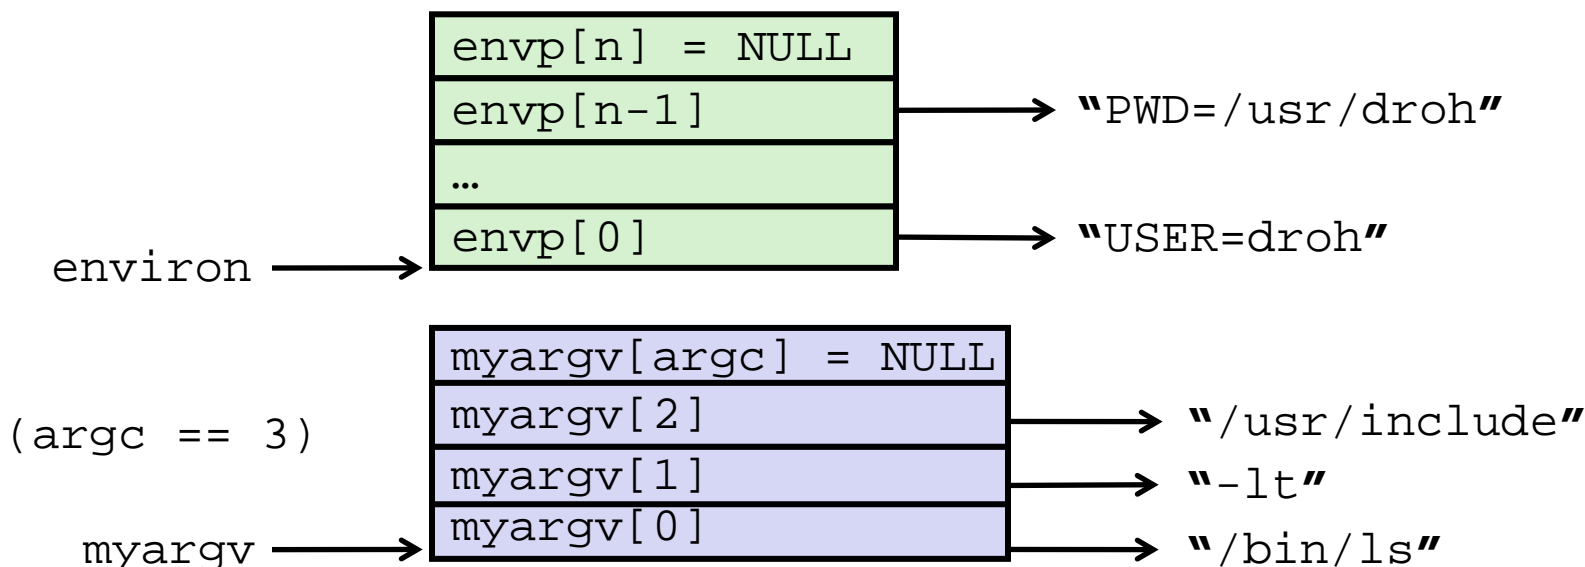 envp[n] = NULL
envp[n-1]
“PWD=/usr/droh”
…
envp[0]
“USER=droh”
environ
myargv[argc] = NULL
myargv[2]
“/usr/include”
(argc == 3)
myargv[1]
“-lt”
myargv[0]
“/bin/ls”
myargv